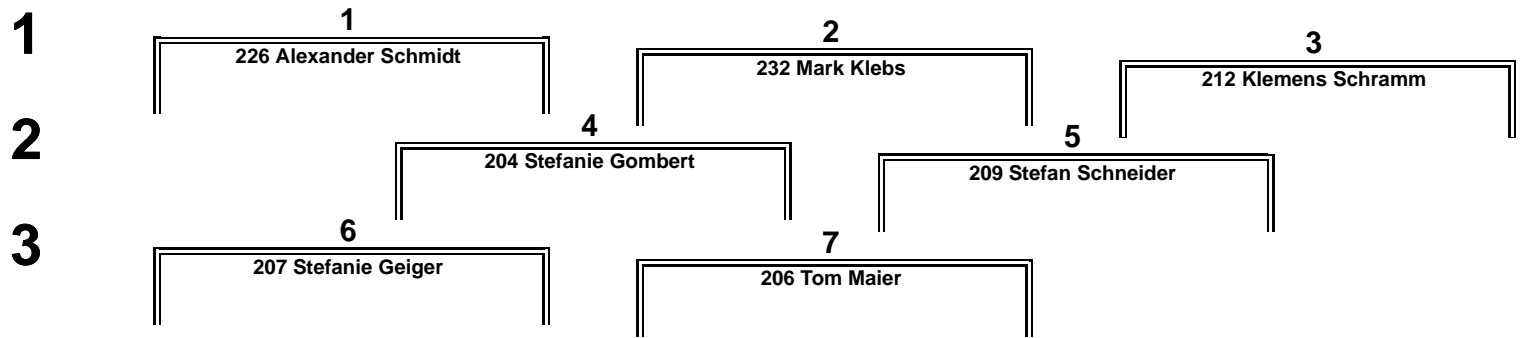 1
1
226 Alexander Schmidt
2
232 Mark Klebs
3
212 Klemens Schramm
2
4
204 Stefanie Gombert
5
209 Stefan Schneider
3
6
207 Stefanie Geiger
7
206 Tom Maier